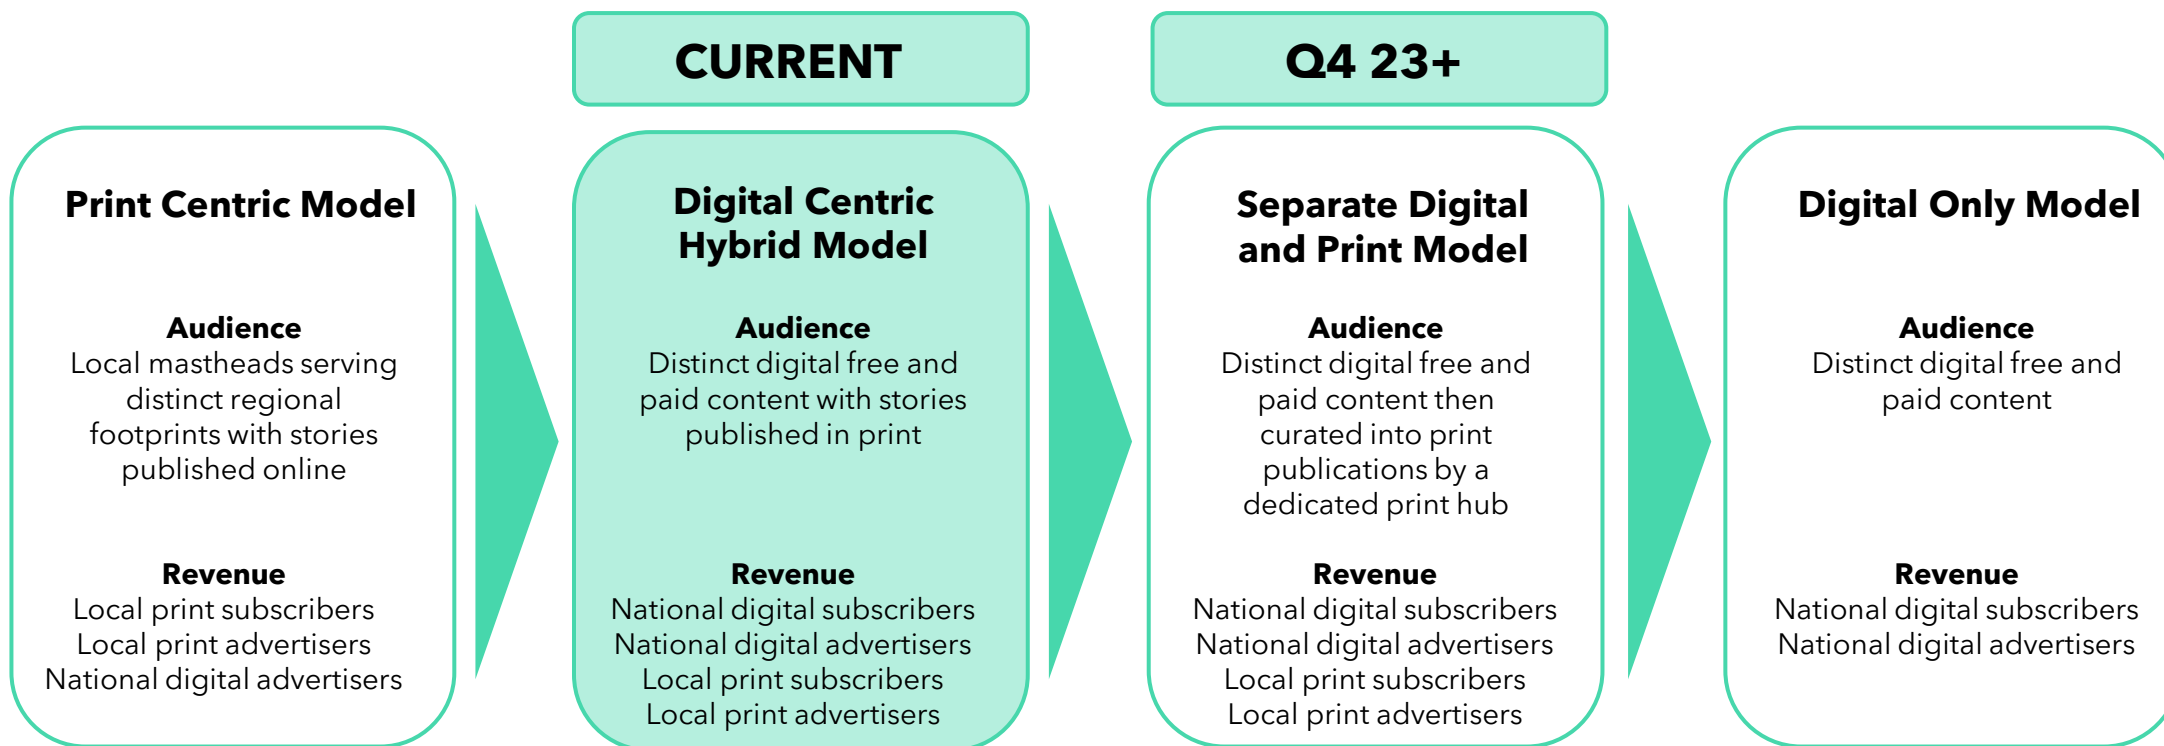 CURRENT
Q4 23+
Print Centric Model
Audience
Local mastheads serving
distinct regional
footprints with stories
published online
Revenue
Local print subscribers
Local print advertisers
National digital advertisers
Digital Centric
Hybrid Model
Audience
Distinct digital free and
paid content with stories
published in print
Revenue
National digital subscribers
National digital advertisers
Local print subscribers
Local print advertisers
Separate Digital
and Print Model
Audience
Distinct digital free and
paid content then
curated into print
publications by a
dedicated print hub
Revenue
National digital subscribers
National digital advertisers
Local print subscribers
Local print advertisers
Digital Only Model
Audience
Distinct digital free and
paid content
Revenue
National digital subscribers
National digital advertisers